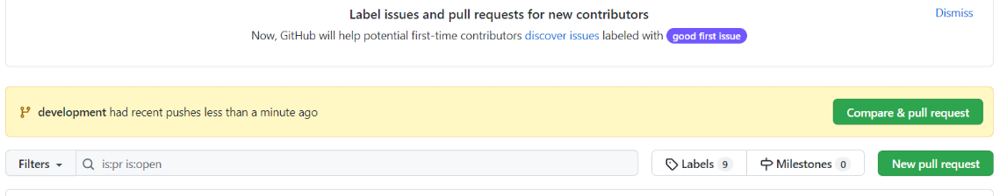 Label issues and pull requests for new contributors
Dismiss
Now, GitHub will help potential first-time contributors discover issues labeled with good first issue
development had recent pushes less than a minute ago
Compare & pull request
Filters
is:pr is:open
Labels 9
Milestones 0
New pull request